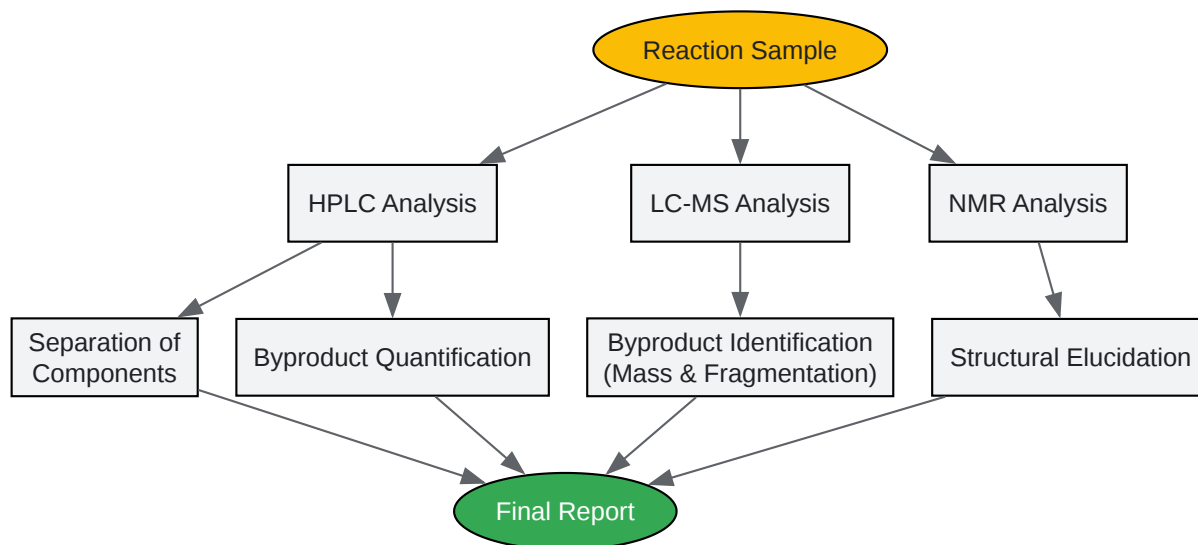 Reaction Sample
HPLC Analysis
LC-MS Analysis
NMR Analysis
Separation of
Components
Byproduct Quantification
Byproduct Identification
(Mass & Fragmentation)
Structural Elucidation
Final Report